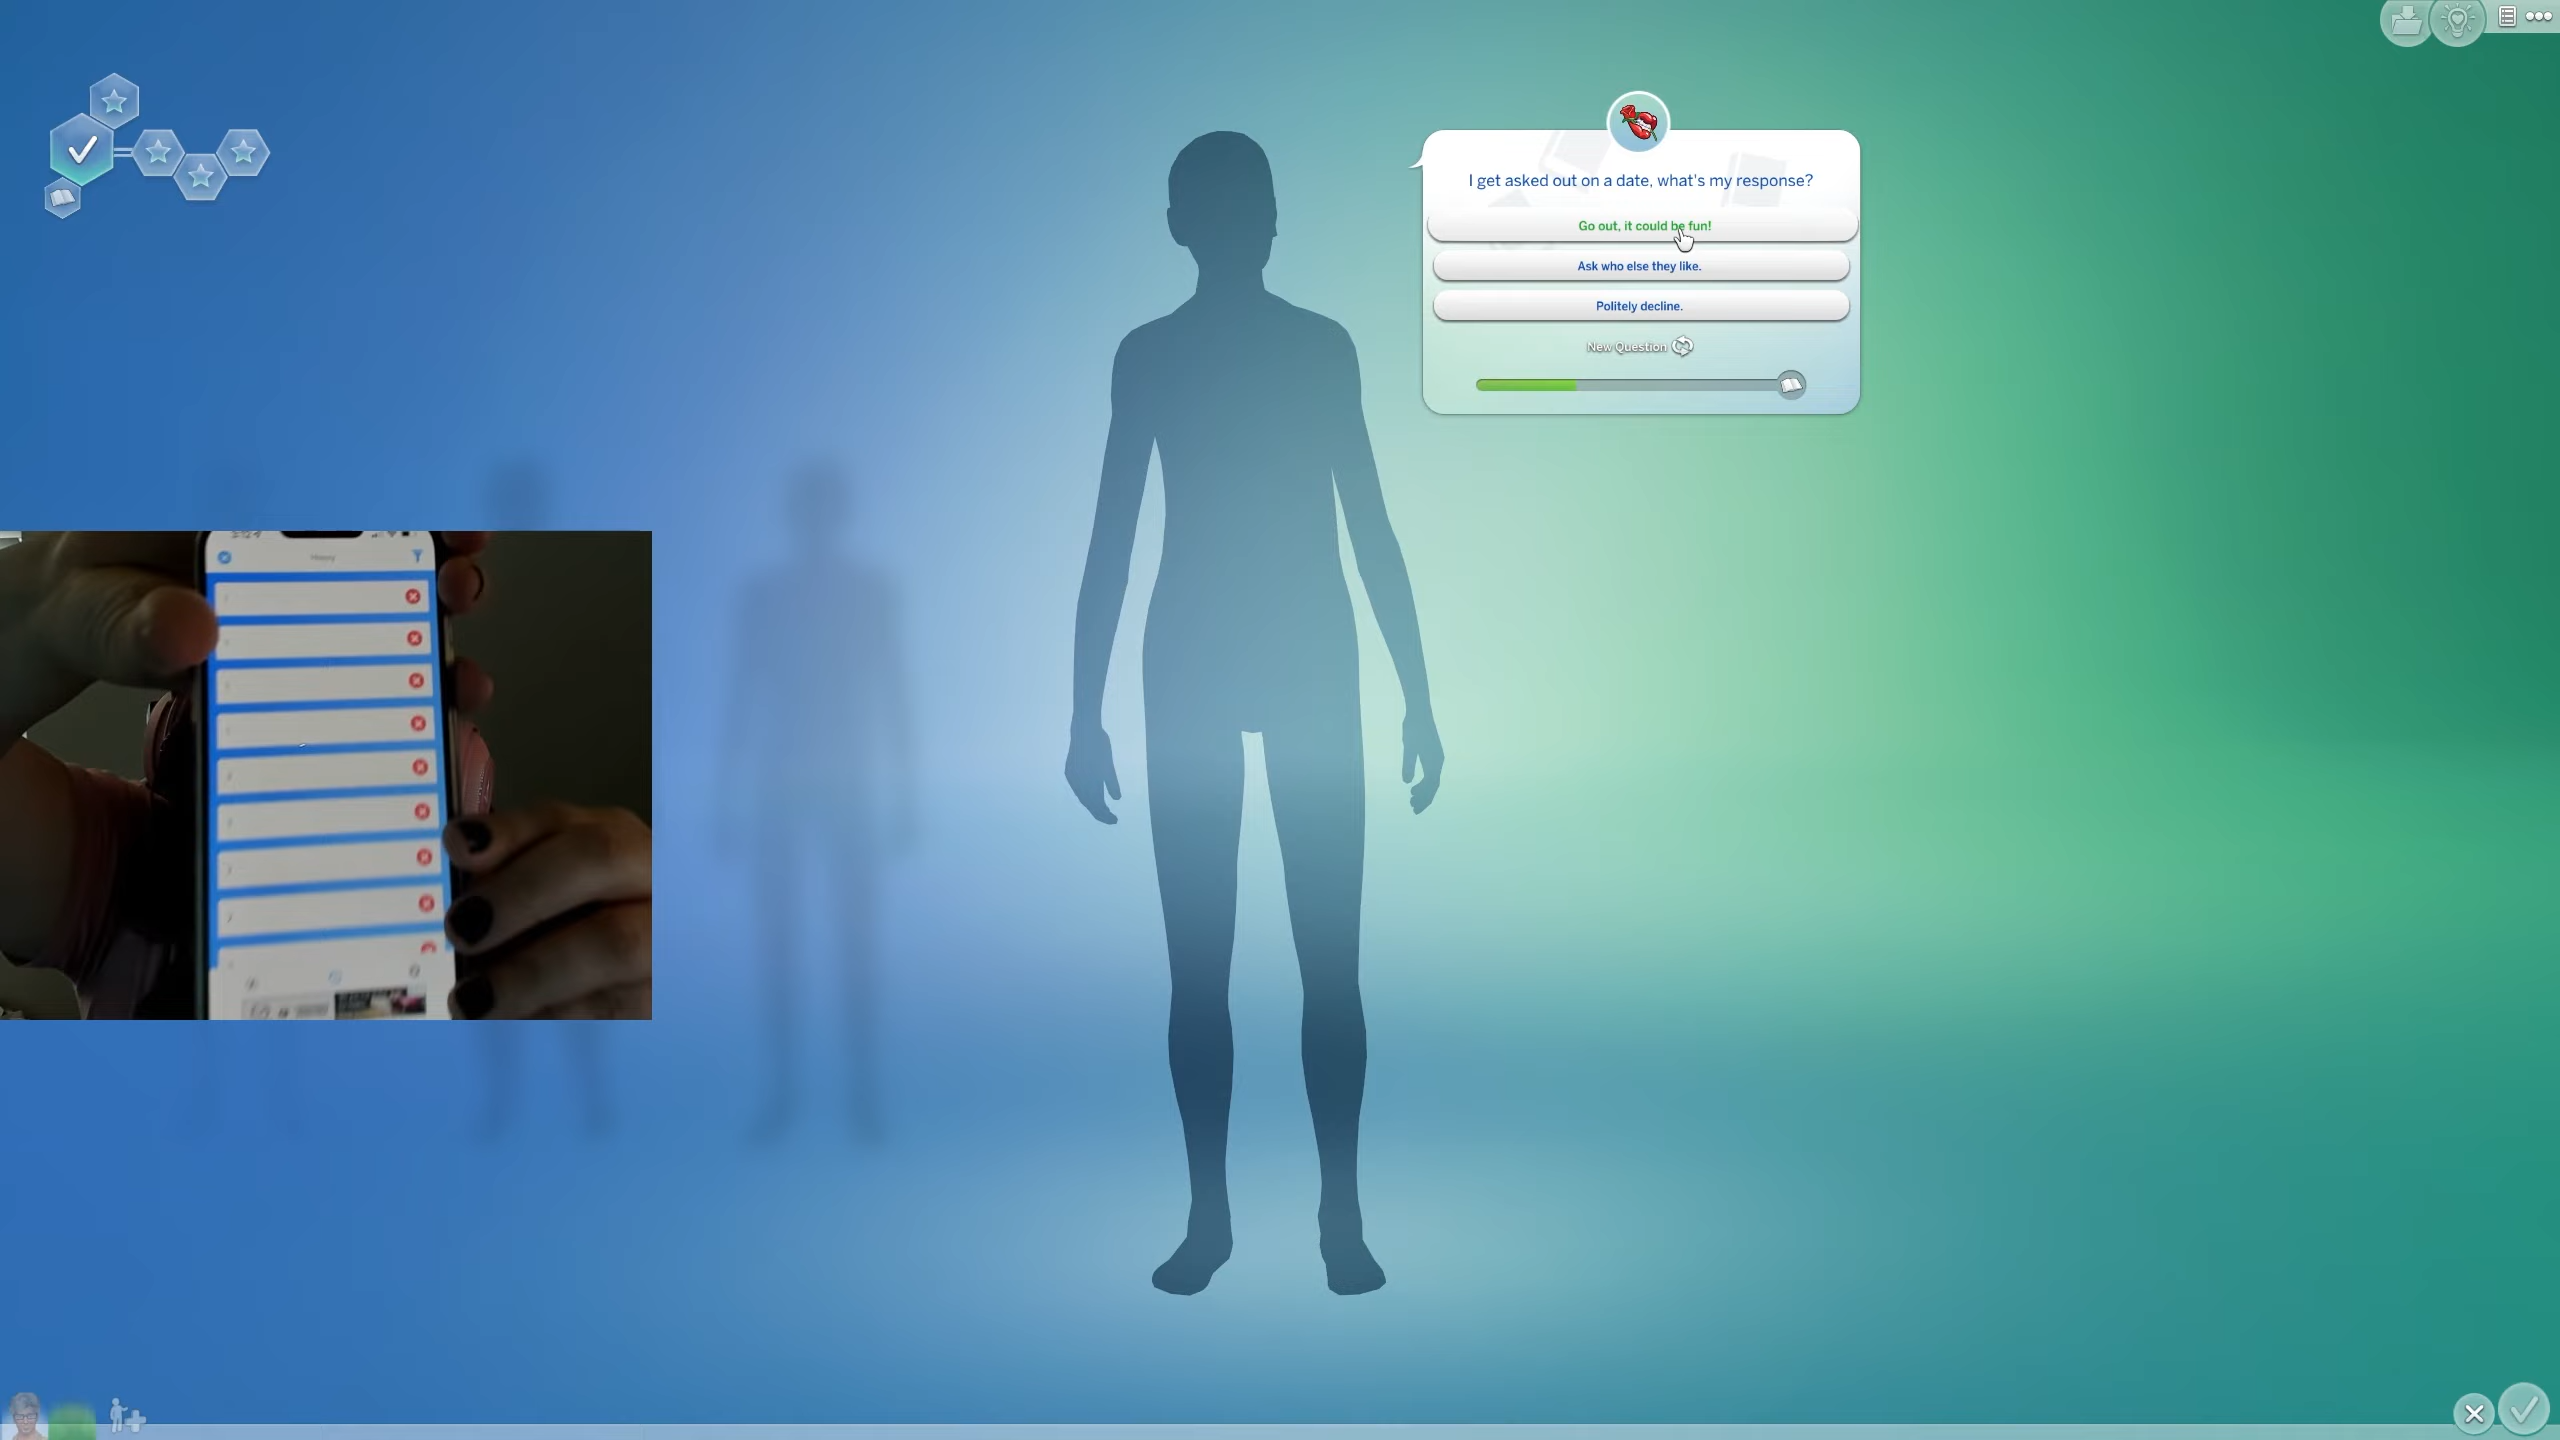 I get asked out on a date, what's my response?
Go out, it could be fun!
Ask who else they like.
Politely decline.
New Question